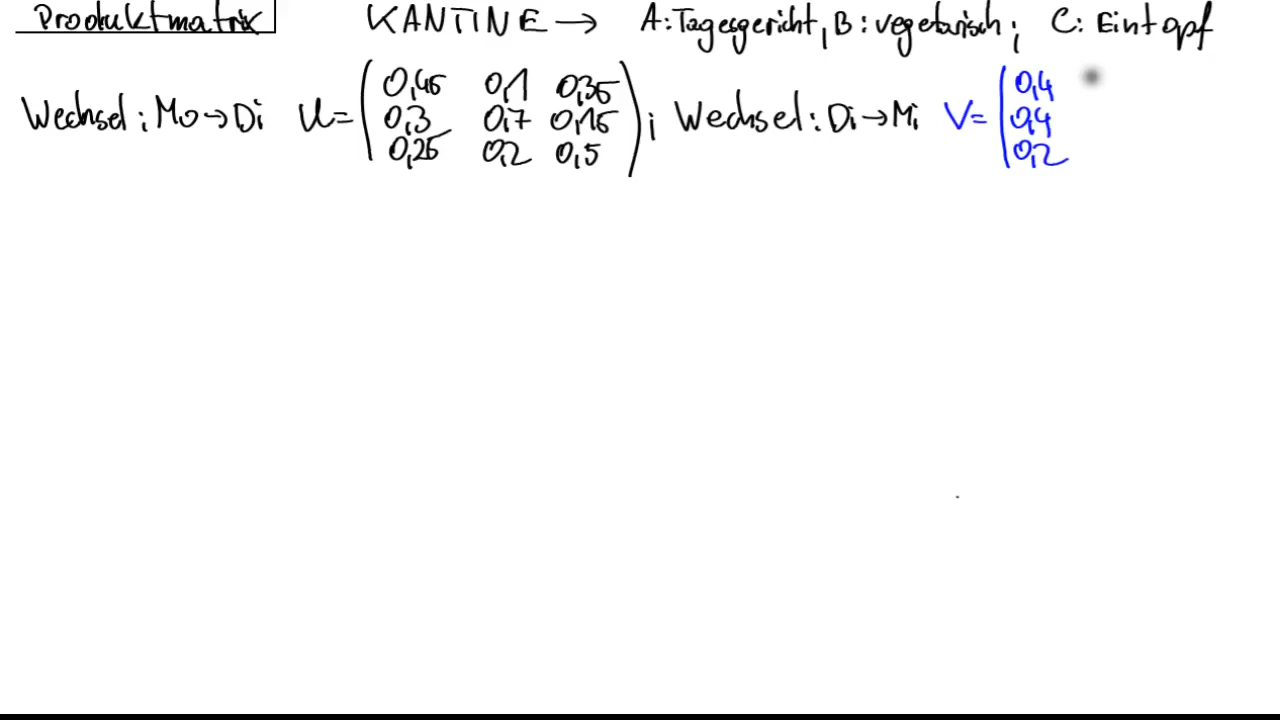 Produktmatrix KANTINE → A: Tagesgericht, B: vegetarisch; C: Eintopf
0,45 0,1 0,35 0,4
Wechsel: Mo→Di U= 0,3 0,7 0,15 ; Wechsel: Di→Mi V= 0,4
0,25 0,2 0,5 0,2